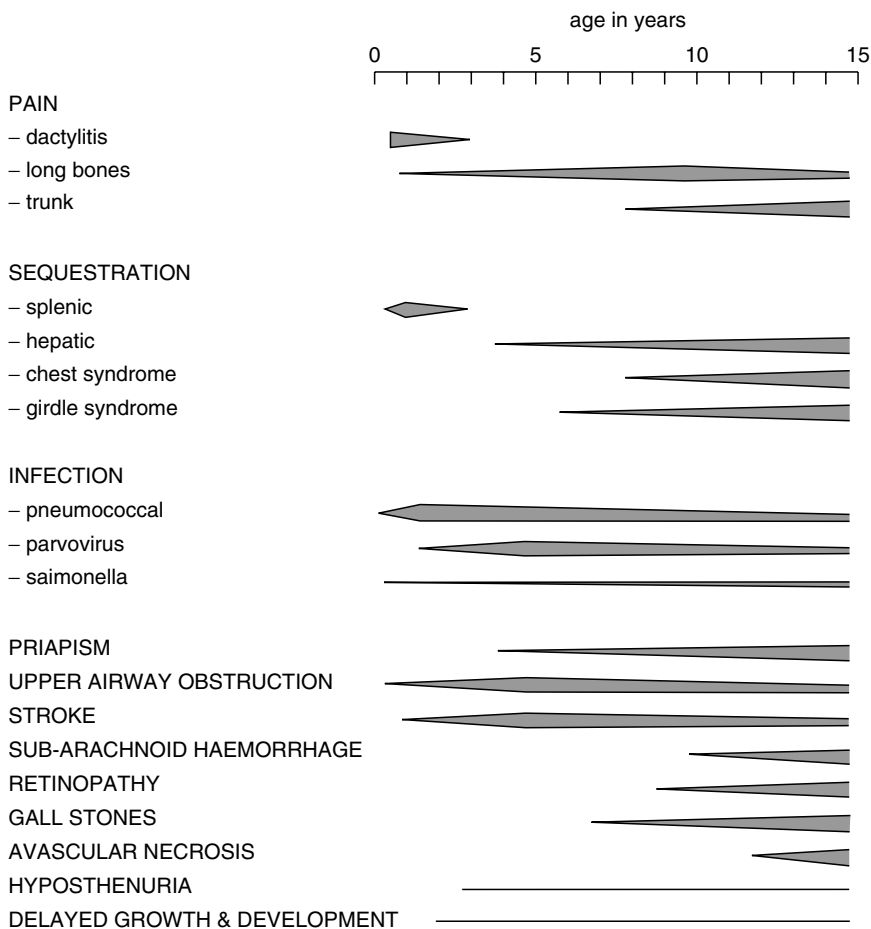 age in years
0 5 10 15
PAIN
– dactylitis
– long bones
– trunk
SEQUESTRATION
– splenic
– hepatic
– chest syndrome
– girdle syndrome
INFECTION
– pneumococcal
– parvovirus
– saimonella
PRIAPISM
UPPER AIRWAY OBSTRUCTION
STROKE
SUB-ARACHNOID HAEMORRHAGE
RETINOPATHY
GALL STONES
AVASCULAR NECROSIS
HYPOSTHENURIA
DELAYED GROWTH & DEVELOPMENT